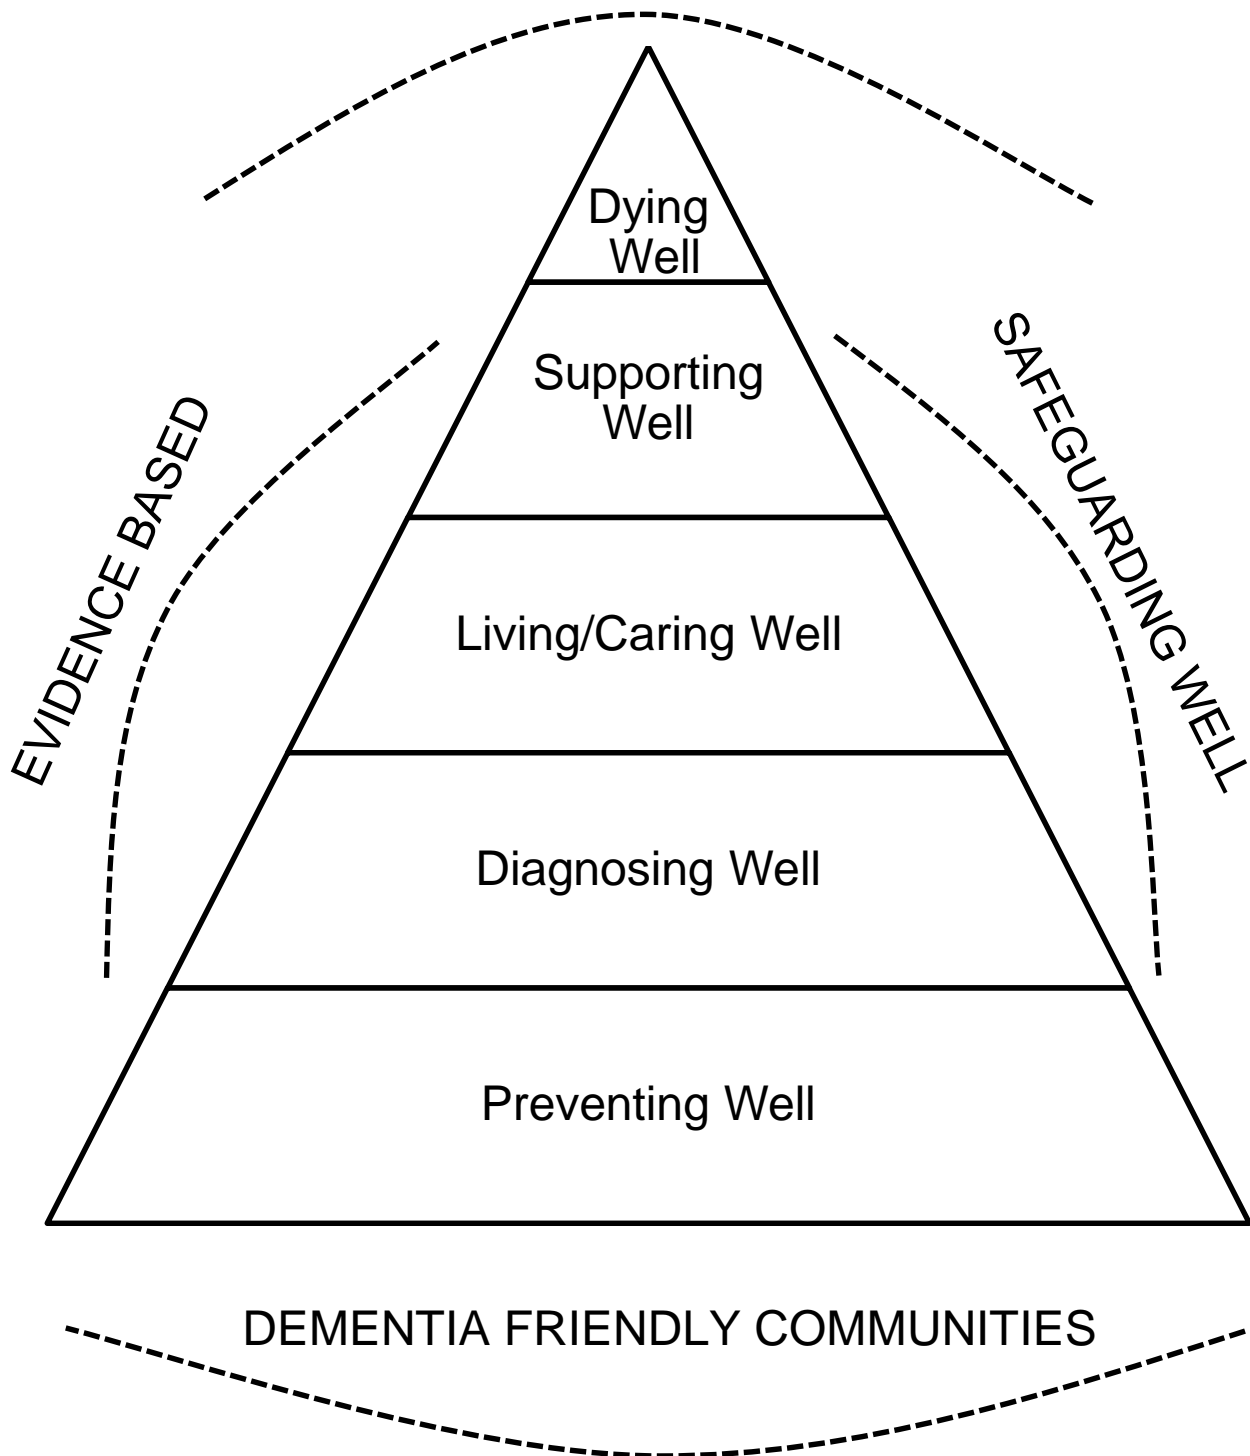 Dying
Well
Supporting
Well
EVIDENCE BASED
SAFEGUARDING WELL
Living/Caring Well
Diagnosing Well
Preventing Well
DEMENTIA FRIENDLY COMMUNITIES